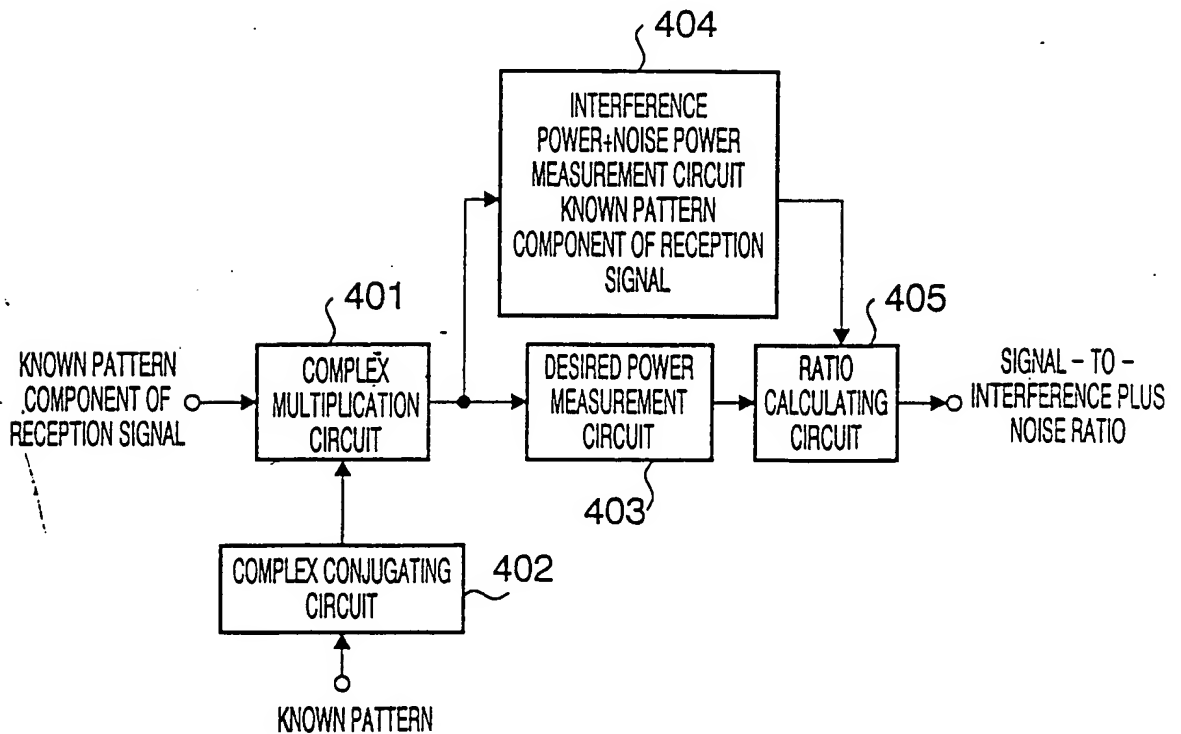 404
INTERFERENCE
POWER+NOISE POWER
MEASUREMENT CIRCUIT
KNOWN PATTERN
COMPONENT OF RECEPTION
SIGNAL
401
405
KNOWN PATTERN
COMPONENT OF
RECEPTION SIGNAL
COMPLEX
MULTIPLICATION
CIRCUIT
DESIRED POWER
MEASUREMENT
CIRCUIT
RATIO
CALCULATING
CIRCUIT
SIGNAL - TO -
INTERFERENCE PLUS
NOISE RATIO
403
COMPLEX CONJUGATING
CIRCUIT
402
KNOWN PATTERN